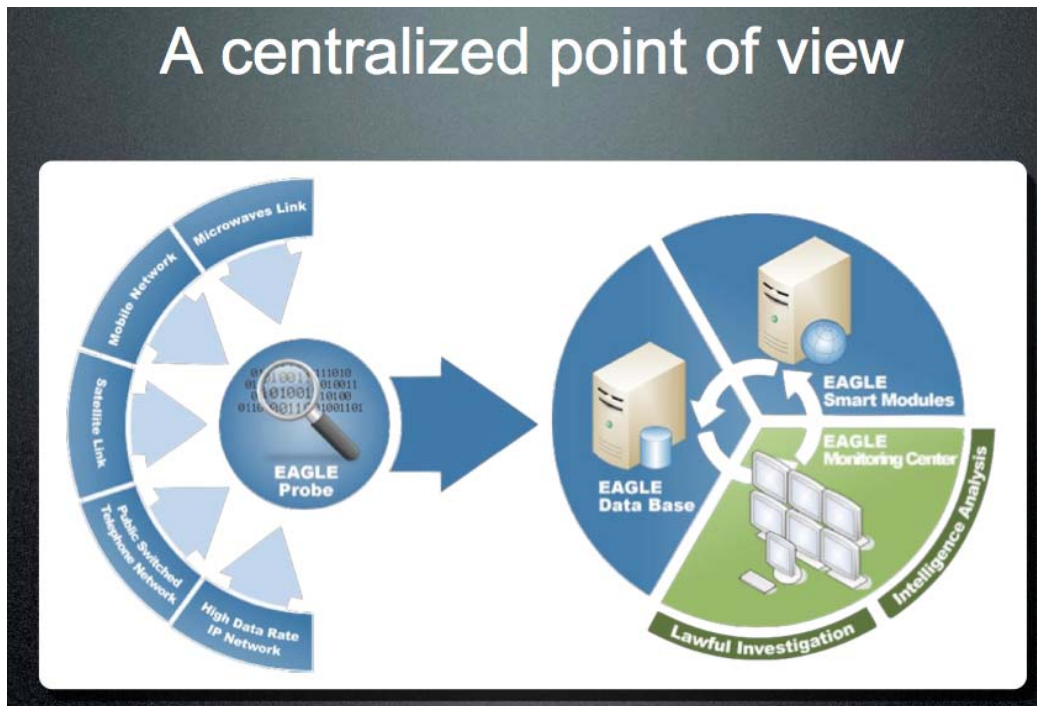 A centralized point of view
Microwaves Link
Mobile Network
Satellite Link
Public Switched
Telephone Network
High Data Rate
IP Network
EAGLE
Probe
EAGLE
Smart Modules
EAGLE
Data Base
EAGLE
Monitoring Center
Intelligence Analysis
Lawful Investigation